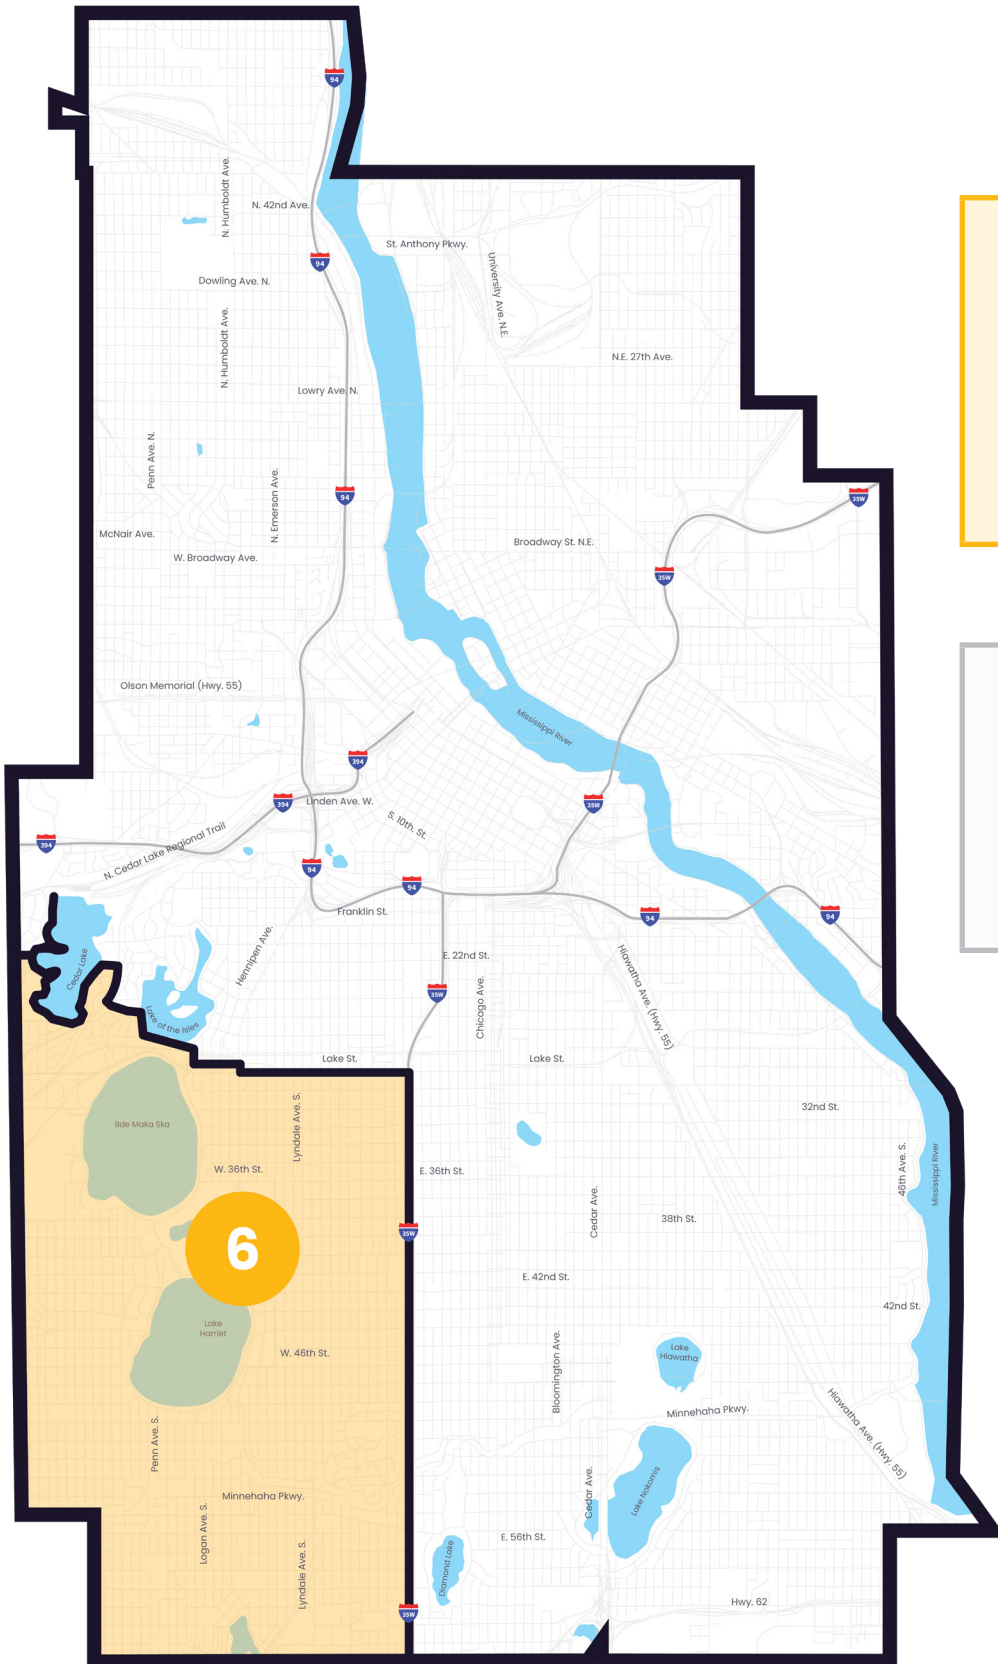 94
N. Humboldt Ave.
N. 42nd Ave.
St. Anthony Pkwy.
94
University Ave. N.E.
Dowling Ave. N.
N. Humboldt Ave.
N.E. 27th Ave.
Lowry Ave. N.
Penn Ave. N.
N. Emerson Ave.
94
35W
McNair Ave.
Broadway St. N.E.
W. Broadway Ave.
35W
Olson Memorial (Hwy. 55)
Mississippi River
394
394
Linden Ave. W.
35W
S. 10th. St.
394
N. Cedar Lake Regional Trail
94
94
Franklin St.
94
94
Hennipen Ave.
E. 22nd St.
Cedar Lake
Hiawatha Ave. (Hwy. 55)
35W
Chicago Ave.
Lake of the Isles
Lake St.
Lake St.
Lyndale Ave. S.
32nd St.
Bde Maka Ska
W. 36th St.
E. 36th St.
46th Ave. S.
Mississippi River
Cedar Ave.
38th St.
35W
6
E. 42nd St.
42nd St.
Lake
Harriet
W. 46th St.
Lake
Hiawatha
Bloomington Ave.
Minnehaha Pkwy.
Hiawatha Ave. (Hwy. 55)
Penn Ave. S.
Minnehaha Pkwy.
Cedar Ave.
Lake Nokomis
Logan Ave. S.
E. 56th St.
Diamond Lake
Lyndale Ave. S.
Hwy. 62
35W